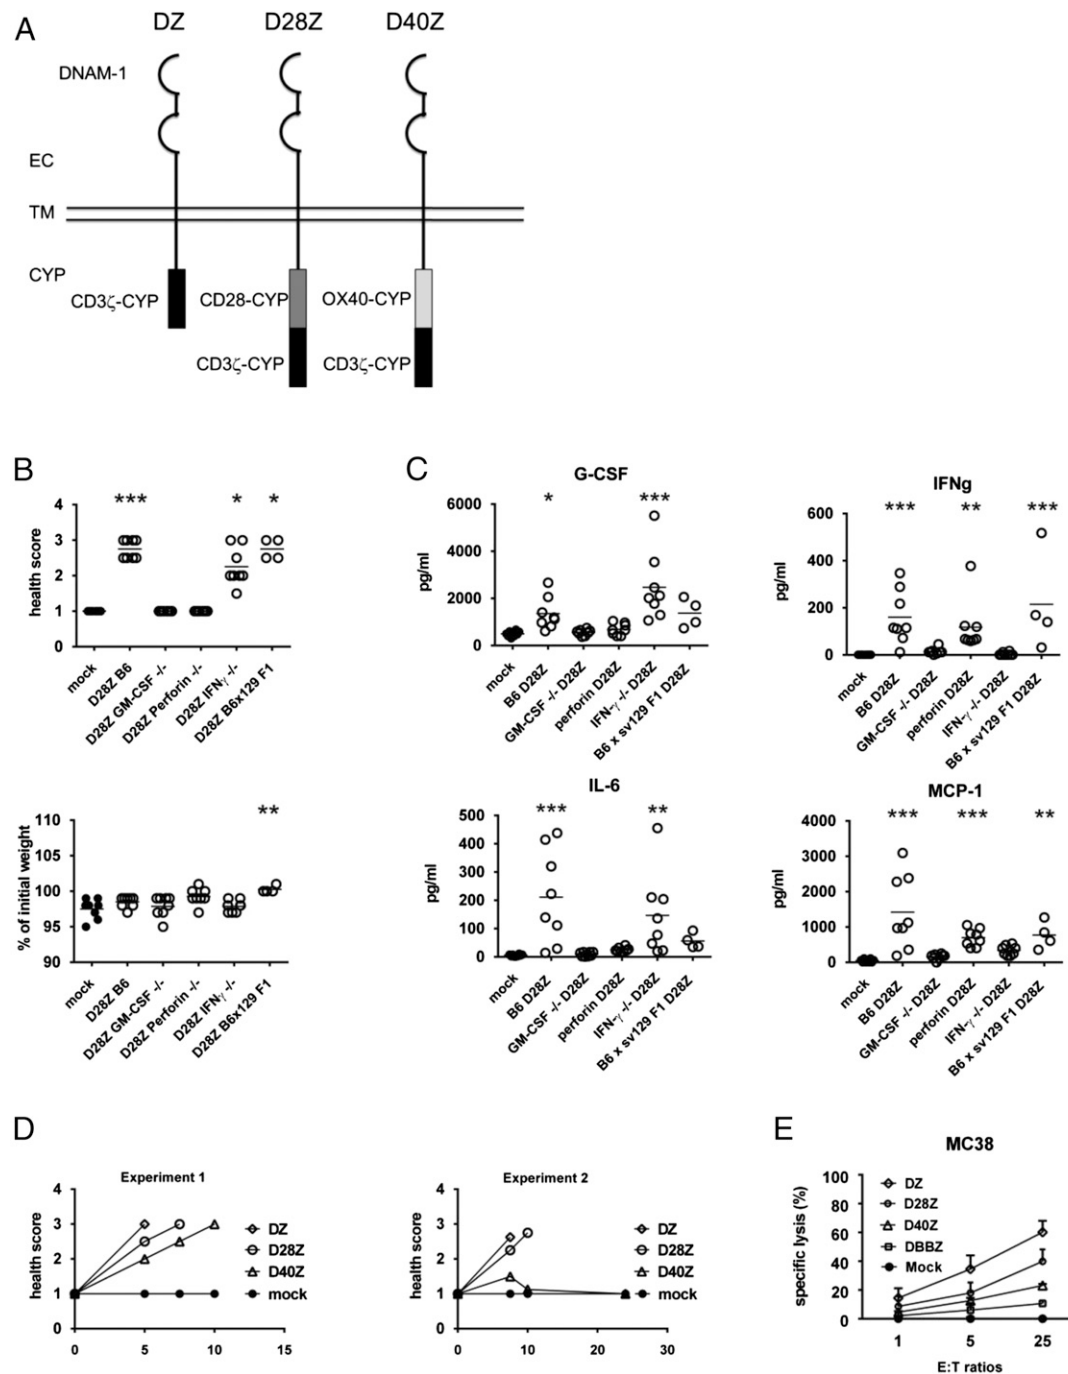 A
DZ D28Z D40Z
DNAM-1
EC
TM
CYP
CD3ζ-CYP CD28-CYP OX40-CYP
CD3ζ-CYP CD3ζ-CYP
B
*** * *
health score
4
3
2
1
0
mock
D28Z B6
D28Z GM-CSF -/-
D28Z Perforin -/-
D28Z IFNγ -/-
D28Z B6x129 F1
**
% of initial weight
110
105
100
95
90
mock
D28Z B6
D28Z GM-CSF -/-
D28Z Perforin -/-
D28Z IFNγ -/-
D28Z B6x129 F1
C
G-CSF
* ***
pg/ml
6000
4000
2000
0
mock
B6 D28Z
GM-CSF -/- D28Z
perforin D28Z
IFN-γ -/- D28Z
B6 x sv129 F1 D28Z
IFNg
*** ** ***
pg/ml
600
400
200
0
mock
B6 D28Z
GM-CSF -/- D28Z
perforin D28Z
IFN-γ -/- D28Z
B6 x sv129 F1 D28Z
IL-6
*** **
pg/ml
500
400
300
200
100
0
mock
B6 D28Z
GM-CSF -/- D28Z
perforin D28Z
IFN-γ -/- D28Z
B6 x sv129 F1 D28Z
MCP-1
*** *** **
pg/ml
4000
3000
2000
1000
0
mock
B6 D28Z
GM-CSF -/- D28Z
perforin D28Z
IFN-γ -/- D28Z
B6 x sv129 F1 D28Z
D
Experiment 1
health score
4
3
2
1
0
0 5 10 15
DZ
D28Z
D40Z
mock
Experiment 2
health score
4
3
2
1
0
0 10 20 30
DZ
D28Z
D40Z
mock
E
MC38
specific lysis (%)
100
80
60
40
20
0
DZ
D28Z
D40Z
DBBZ
Mock
1 5 25
E:T ratios